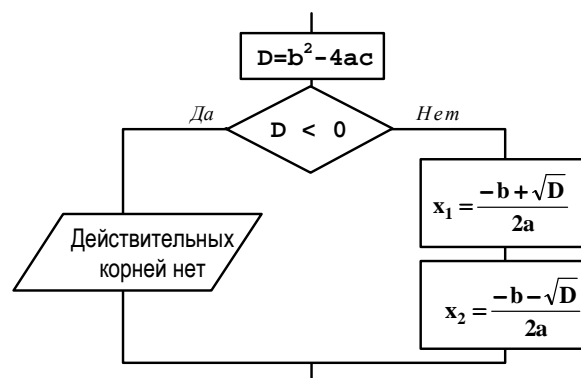 D=b²-4ac
Да
D < 0
Нет
Действительных
корней нет
x₁ = (-b + √D) / 2a
x₂ = (-b - √D) / 2a